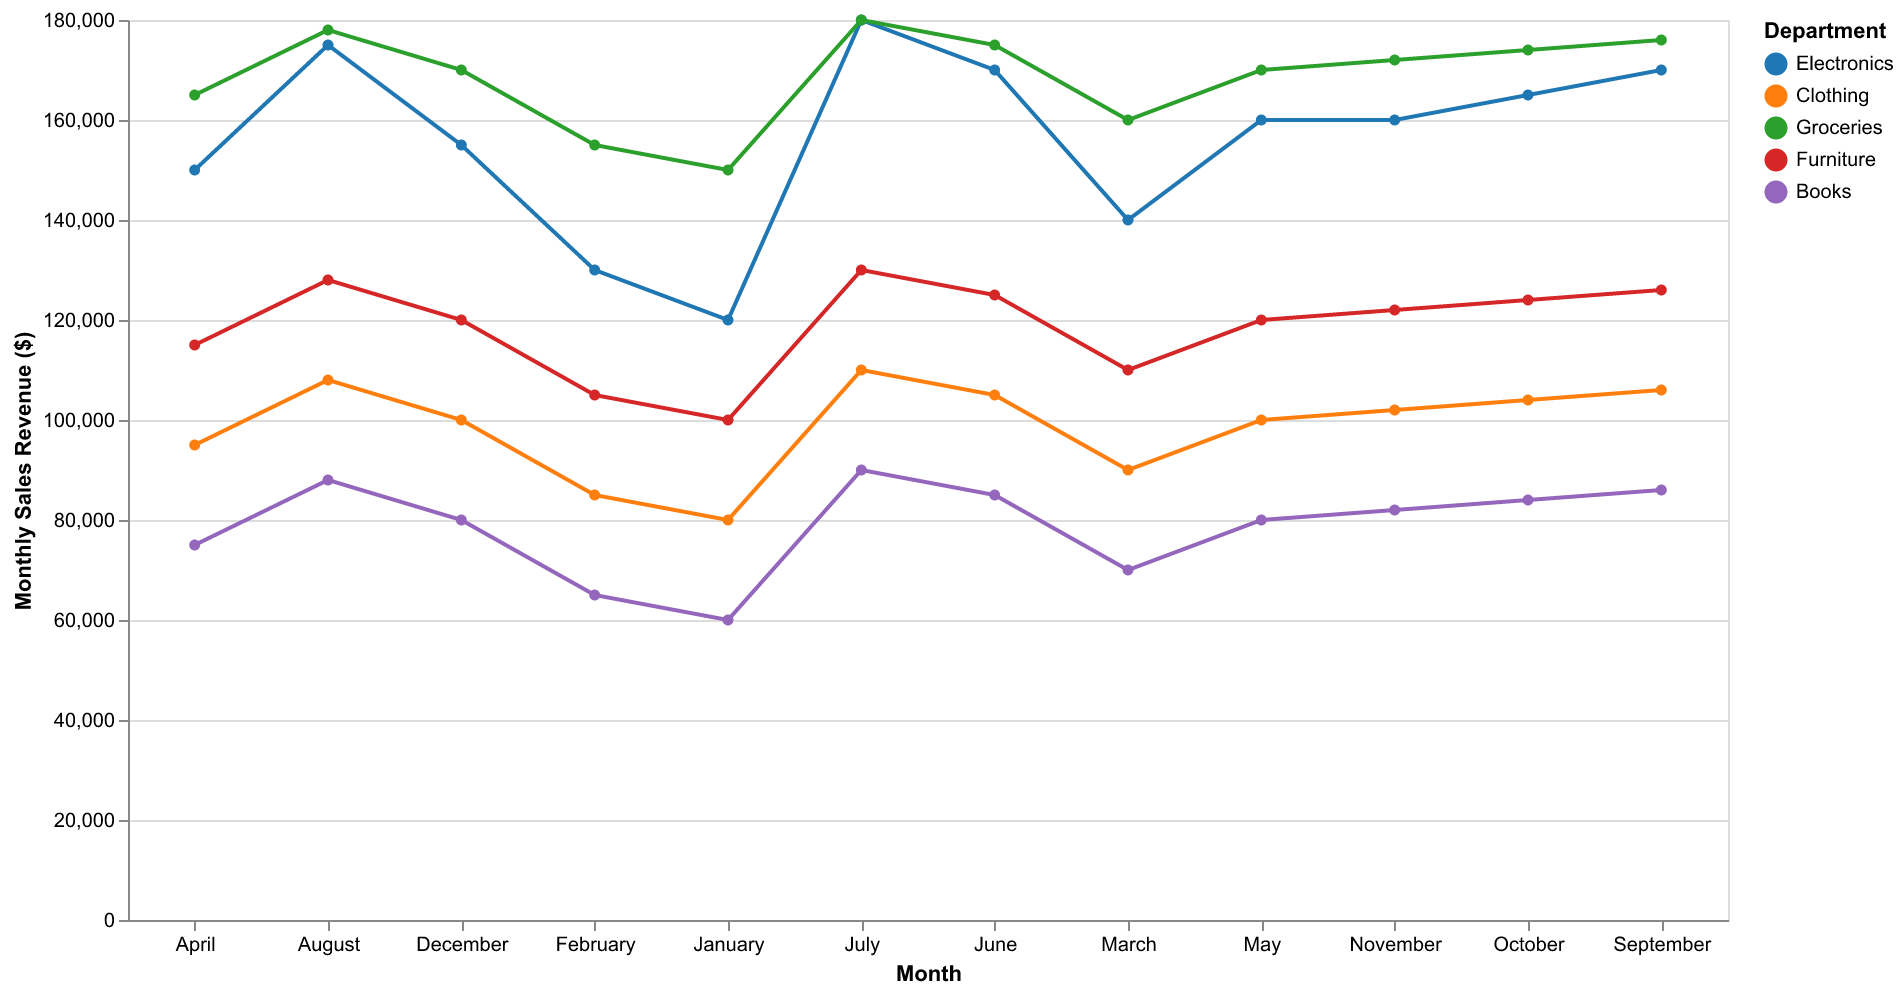 180,000
160,000
140,000
120,000
100,000
80,000
60,000
40,000
20,000
0
Monthly Sales Revenue ($)
April August December February January July June March May November October September
Month
Department
Electronics
Clothing
Groceries
Furniture
Books